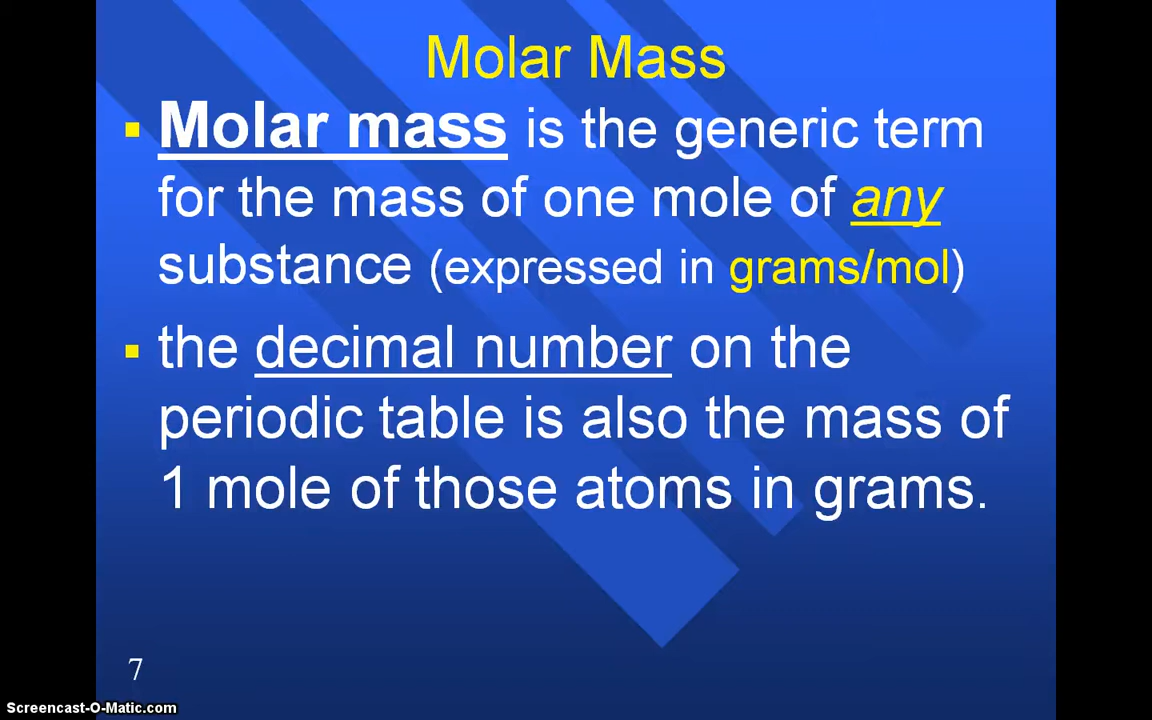 Molar Mass
▪ Molar mass is the generic term
for the mass of one mole of any
substance (expressed in grams/mol)
▪ the decimal number on the
periodic table is also the mass of
1 mole of those atoms in grams.
7
Screencast-O-Matic.com